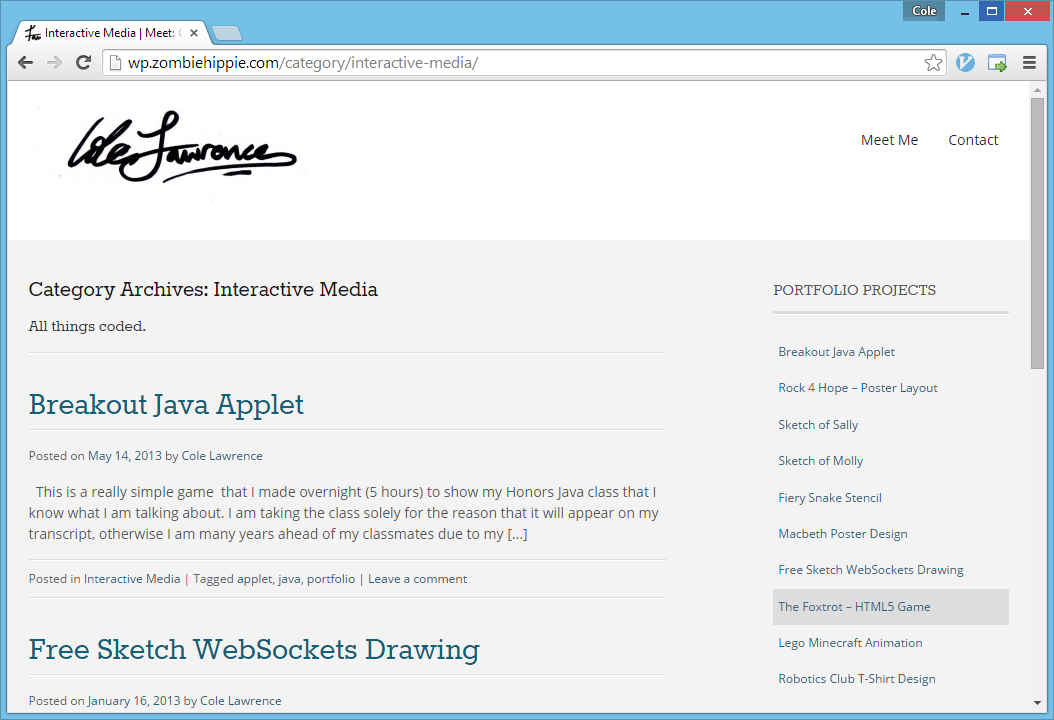 Cole
Interactive Media | Meet: C
wp.zombiehippie.com/category/interactive-media/
Cole Lawrence
Meet Me
Contact
Category Archives: Interactive Media
All things coded.
Breakout Java Applet
Posted on May 14, 2013 by Cole Lawrence
This is a really simple game that I made overnight (5 hours) to show my Honors Java class that I
know what I am talking about. I am taking the class solely for the reason that it will appear on my
transcript, otherwise I am many years ahead of my classmates due to my [...]
Posted in Interactive Media | Tagged applet, java, portfolio | Leave a comment
Free Sketch WebSockets Drawing
Posted on January 16, 2013 by Cole Lawrence
PORTFOLIO PROJECTS
Breakout Java Applet
Rock 4 Hope – Poster Layout
Sketch of Sally
Sketch of Molly
Fiery Snake Stencil
Macbeth Poster Design
Free Sketch WebSockets Drawing
The Foxtrot – HTML5 Game
Lego Minecraft Animation
Robotics Club T-Shirt Design